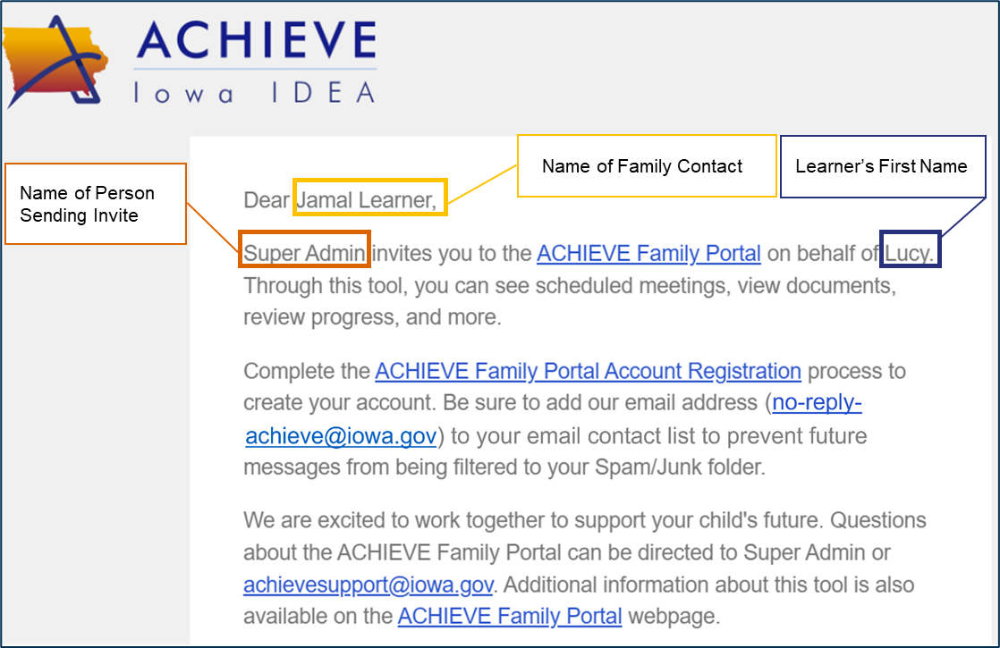 ACHIEVE
Iowa IDEA
Name of Family Contact
Learner's First Name
Name of Person
Sending Invite
Dear Jamal Learner,
Super Admin invites you to the ACHIEVE Family Portal on behalf of Lucy.
Through this tool, you can see scheduled meetings, view documents,
review progress, and more.
Complete the ACHIEVE Family Portal Account Registration process to
create your account. Be sure to add our email address (no-reply-
achieve@iowa.gov) to your email contact list to prevent future
messages from being filtered to your Spam/Junk folder.
We are excited to work together to support your child's future. Questions
about the ACHIEVE Family Portal can be directed to Super Admin or
achievesupport@iowa.gov. Additional information about this tool is also
available on the ACHIEVE Family Portal webpage.